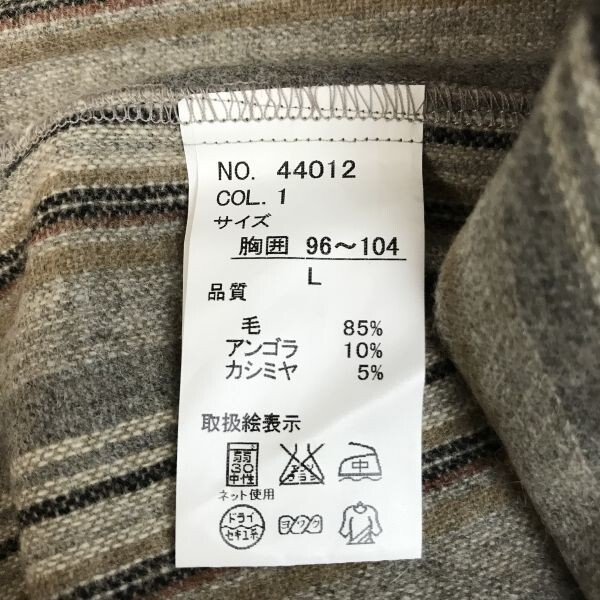 NO. 44012
COL. 1
サイズ
胸囲 96〜104
L
品質
毛 85%
アンゴラ 10%
カシミヤ 5%
取扱絵表示
弱
30
中性
中
ネット使用
ドライ
セキユ系
ヨワク